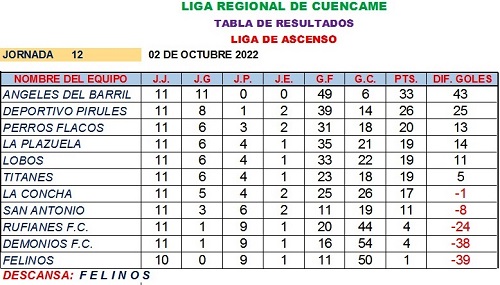 LIGA REGIONAL DE CUENCAME
TABLA DE RESULTADOS
LIGA DE ASCENSO
JORNADA 12 02 DE OCTUBRE 2022
NOMBRE DEL EQUIPO J.J. J.G J.P. J.E. G.F G.C. PTS. DIF. GOLES
ANGELES DEL BARRIL 11 11 0 0 49 6 33 43
DEPORTIVO PIRULES 11 8 1 2 39 14 26 25
PERROS FLACOS 11 6 3 2 31 18 20 13
LA PLAZUELA 11 6 4 1 35 21 19 14
LOBOS 11 6 4 1 33 22 19 11
TITANES 11 6 4 1 23 18 19 5
LA CONCHA 11 5 4 2 25 26 17 -1
SAN ANTONIO 11 3 6 2 11 19 11 -8
RUFIANES F.C. 11 1 9 1 20 44 4 -24
DEMONIOS F.C. 11 1 9 1 16 54 4 -38
FELINOS 10 0 9 1 11 50 1 -39
DESCANSA: F E L I N O S